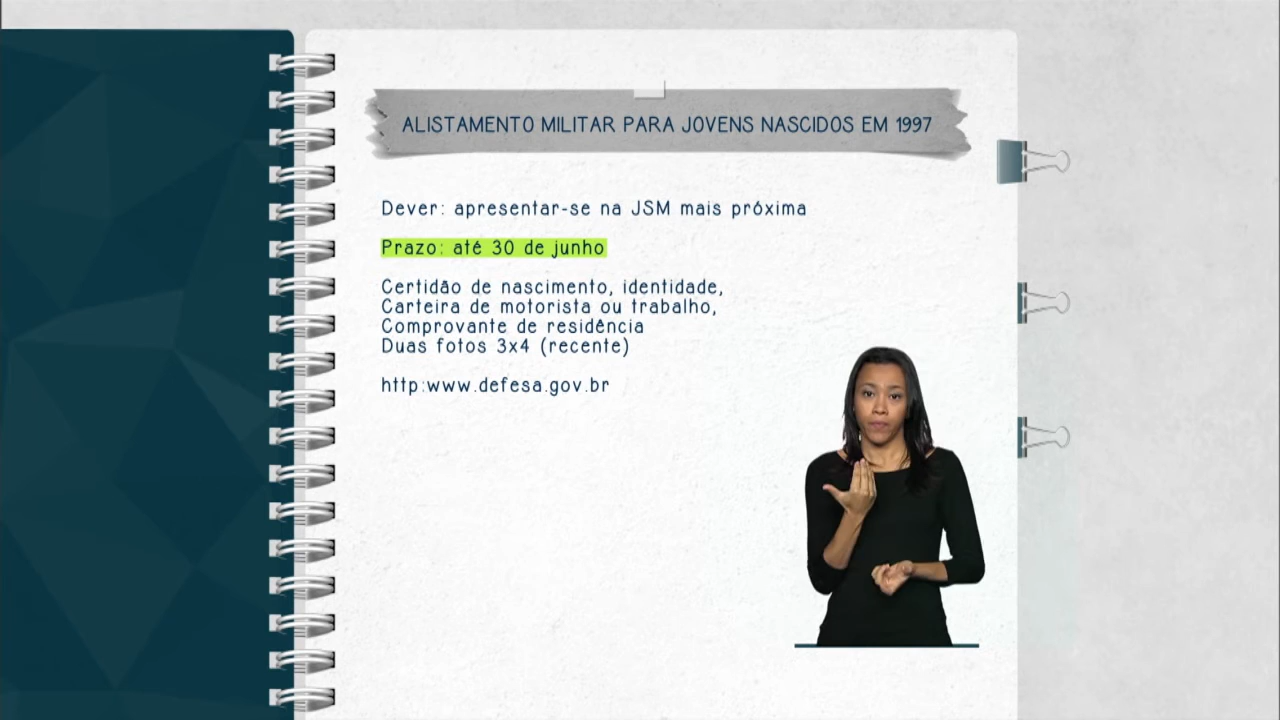 ALISTAMENTO MILITAR PARA JOVENS NASCIDOS EM 1997
Dever: apresentar-se na JSM mais próxima
Prazo: até 30 de junho
Certidão de nascimento, identidade,
Carteira de motorista ou trabalho,
Comprovante de residência
Duas fotos 3x4 (recente)
http:www.defesa.gov.br